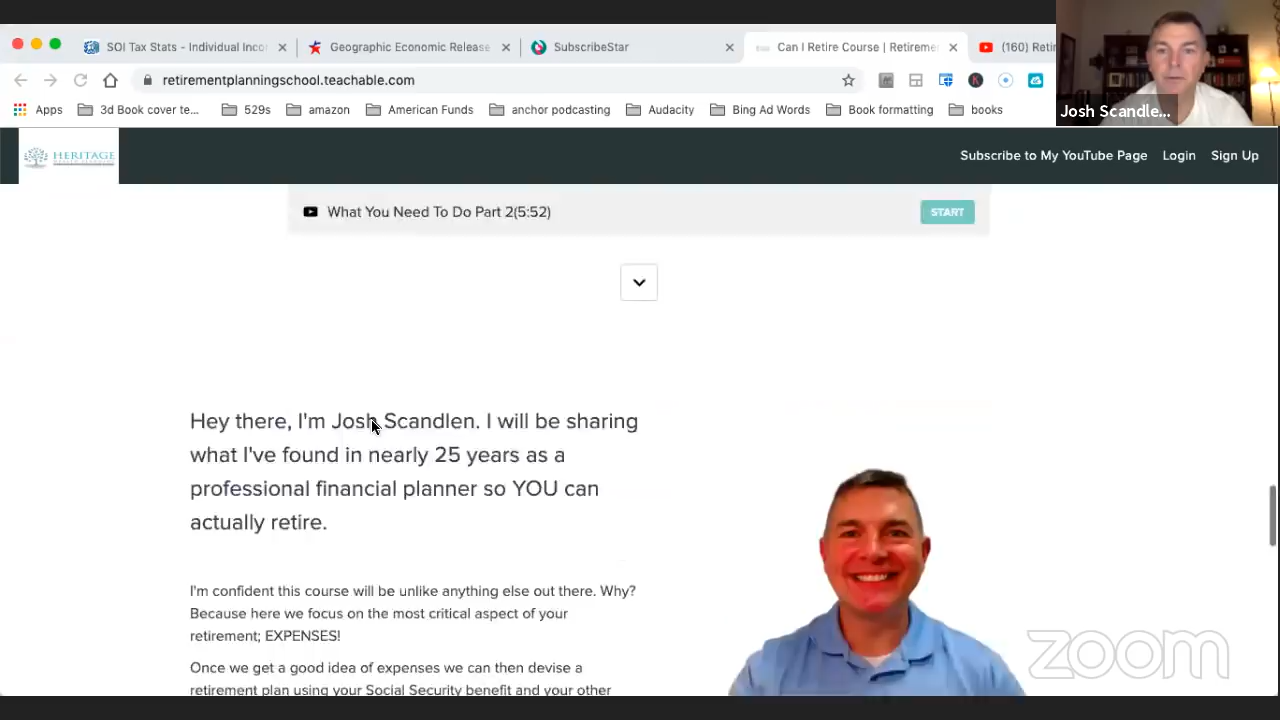 SOI Tax Stats - Individual Inco
Geographic Economic Release
SubscribeStar
Can I Retire Course | Retireme
(160) Reti
retirementplanningschool.teachable.com
Josh Scandle...
Apps
3d Book cover te...
529s
amazon
American Funds
anchor podcasting
Audacity
Bing Ad Words
Book formatting
books
HERITAGE
Subscribe to My YouTube Page
Login
Sign Up
What You Need To Do Part 2(5:52)
START
Hey there, I'm Josh Scandlen. I will be sharing
what I've found in nearly 25 years as a
professional financial planner so YOU can
actually retire.
I'm confident this course will be unlike anything else out there. Why?
Because here we focus on the most critical aspect of your
retirement; EXPENSES!
Once we get a good idea of expenses we can then devise a
retirement plan using your Social Security benefit and your other
zoom